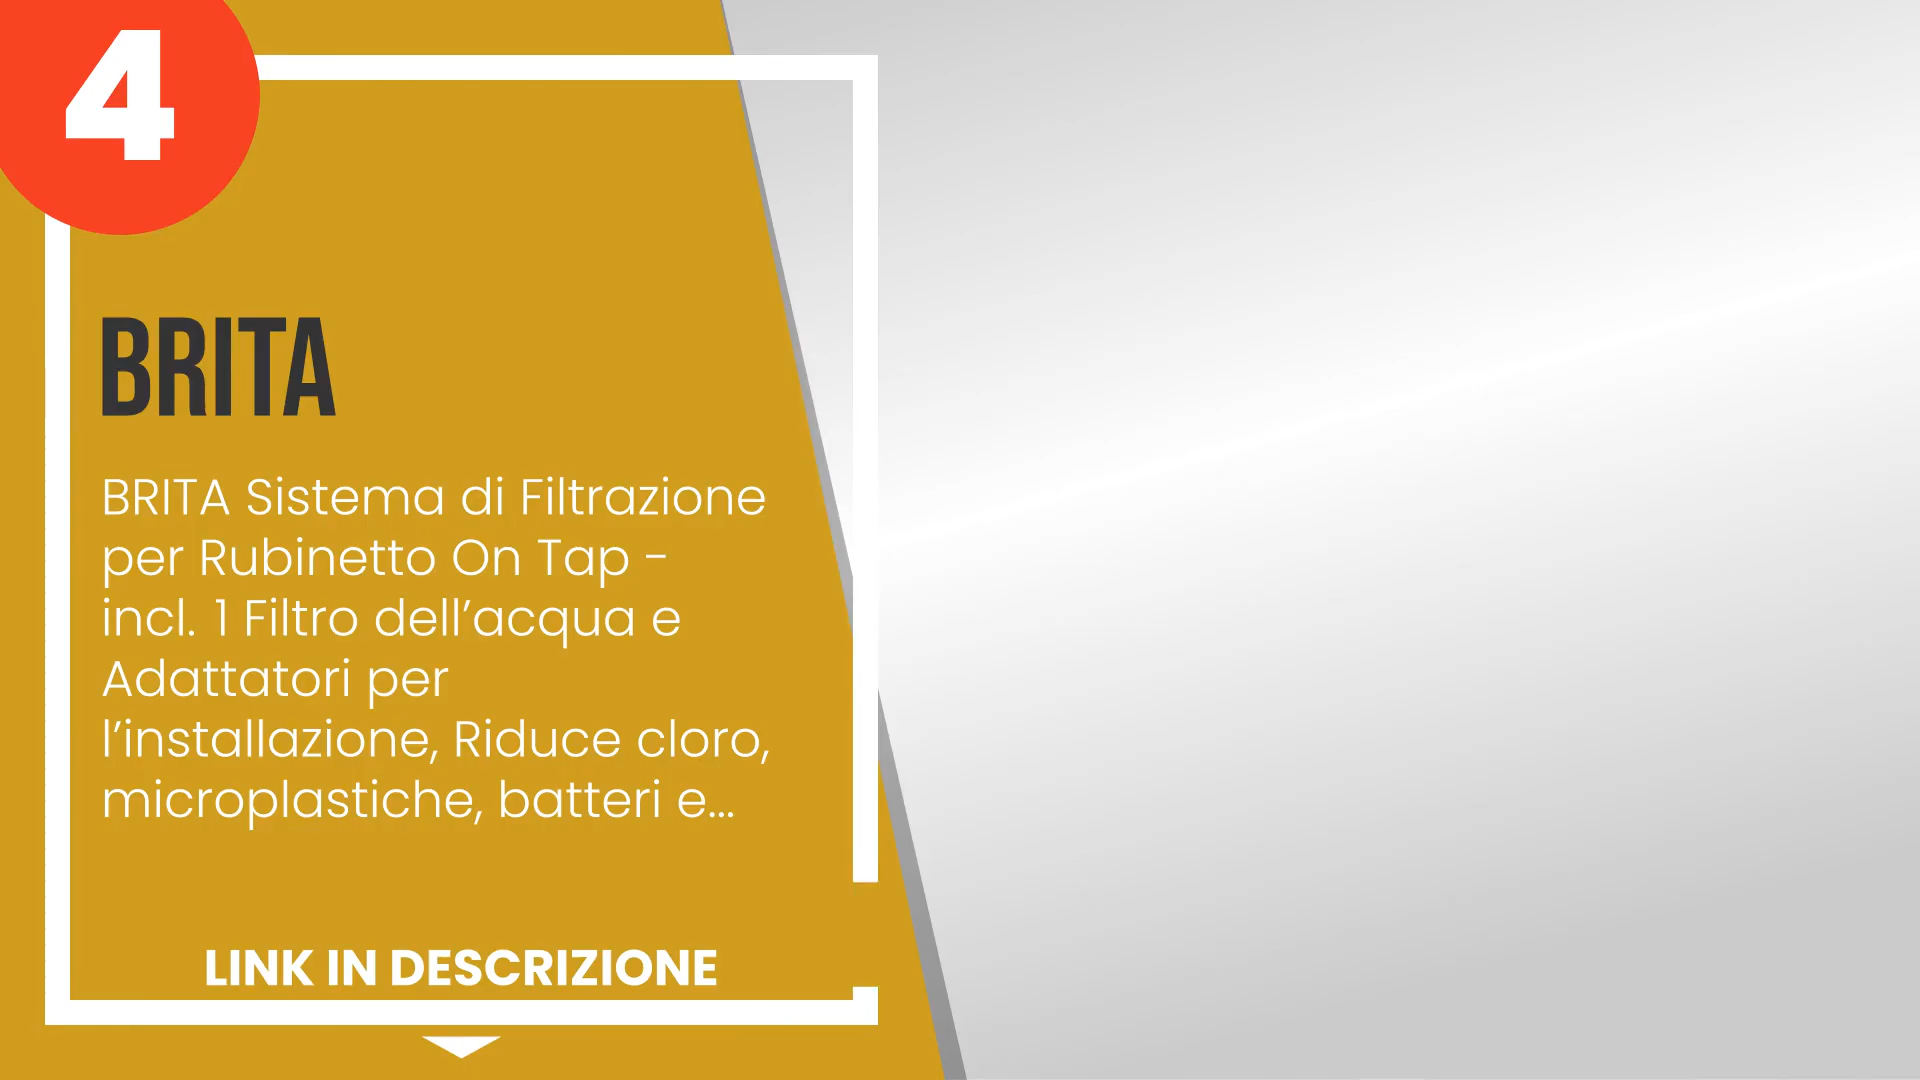 4
BRITA
BRITA Sistema di Filtrazione
per Rubinetto On Tap -
incl. 1 Filtro dell’acqua e
Adattatori per
l’installazione, Riduce cloro,
microplastiche, batteri e...
LINK IN DESCRIZIONE